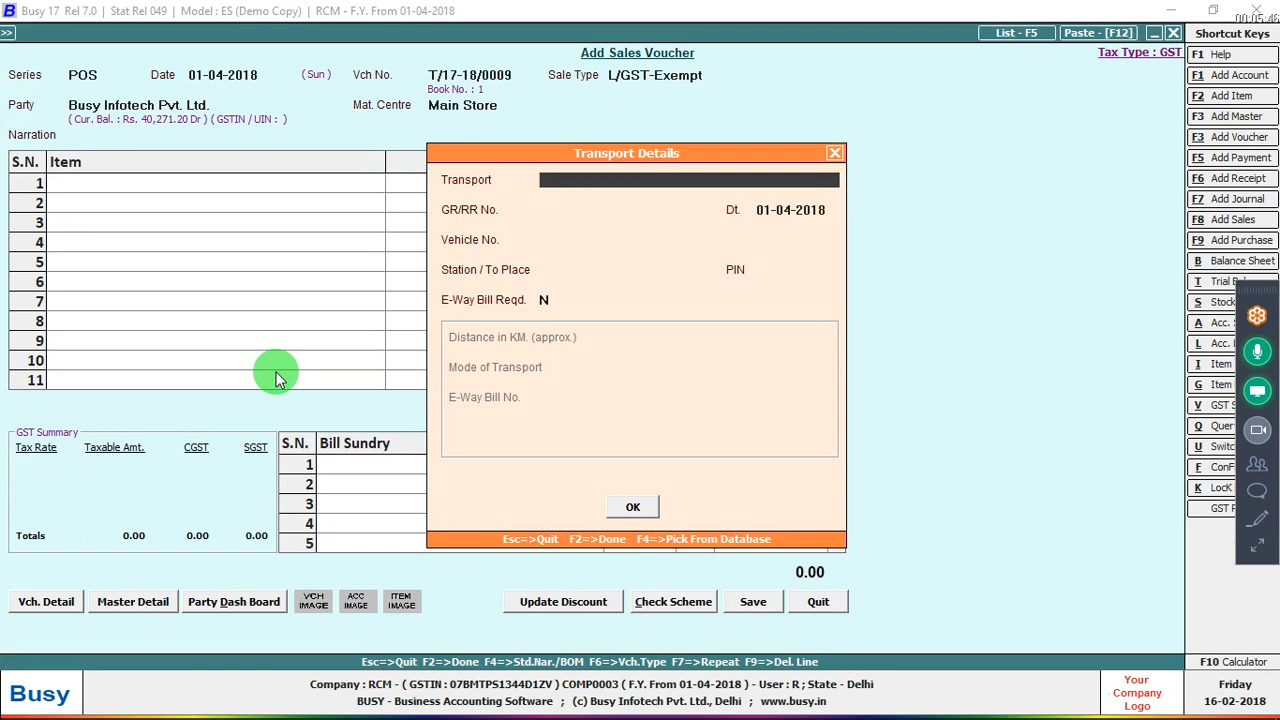 Busy 17 Rel 7.0 | Stat Rel 049 | Model : ES (Demo Copy) | RCM - F.Y. From 01-04-2018
00:05:46
>> List - F5 Paste - [F12] Shortcut Keys
Add Sales Voucher Tax Type : GST
Series POS Date 01-04-2018 ( Sun ) Vch No. T/17-18/0009 Sale Type L/GST-Exempt
Book No. : 1
Party Busy Infotech Pvt. Ltd. Mat. Centre Main Store
( Cur. Bal. : Rs. 40,271.20 Dr ) ( GSTIN / UIN : )
Narration
S.N. Item
1
2
3
4
5
6
7
8
9
10
11
Transport Details
Transport
GR/RR No. Dt. 01-04-2018
Vehicle No.
Station / To Place PIN
E-Way Bill Reqd. N
Distance in KM. (approx.)
Mode of Transport
E-Way Bill No.
OK
Esc=>Quit F2=>Done F4=>Pick From Database
GST Summary
Tax Rate Taxable Amt. CGST SGST
Totals 0.00 0.00 0.00
S.N. Bill Sundry
1
2
3
4
5
0.00
Vch. Detail Master Detail Party Dash Board VCH IMAGE ACC IMAGE ITEM IMAGE Update Discount Check Scheme Save Quit
Esc=>Quit F2=>Done F4=>Std.Nar./BOM F6=>Vch.Type F7=>Repeat F9=>Del. Line
F1 Help
F1 Add Account
F2 Add Item
F3 Add Master
F3 Add Voucher
F5 Add Payment
F6 Add Receipt
F7 Add Journal
F8 Add Sales
F9 Add Purchase
B Balance Sheet
T Trial
S Stock
A Acc.
L Acc.
I Item
G Item
V GST
Q Query
U Switc
F Conf
K Lock
GST
F10 Calculator
Busy
Company : RCM - ( GSTIN : 07BMTPS1344D1ZV ) COMP0003 ( F.Y. From 01-04-2018 ) - User : R ; State - Delhi
BUSY - Business Accounting Software ; (c) Busy Infotech Pvt. Ltd., Delhi ; www.busy.in
Your
Company
Logo
Friday
16-02-2018